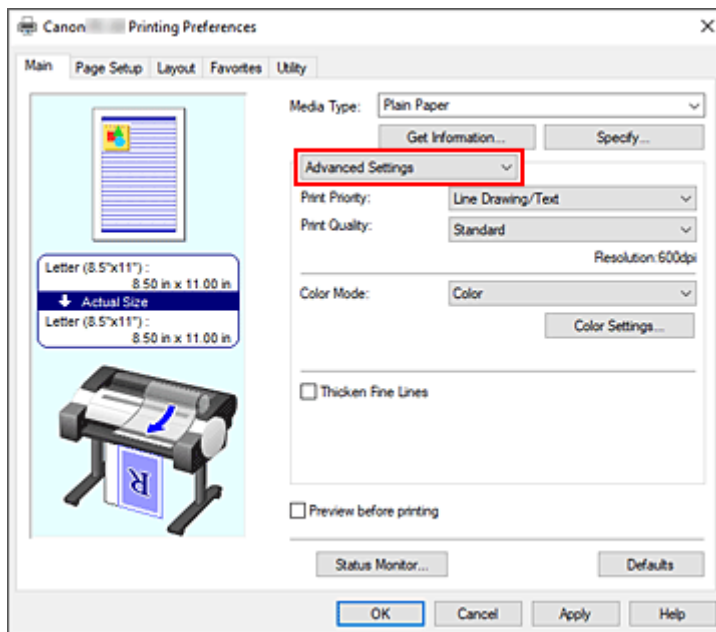 Canon Printing Preferences
Main Page Setup Layout Favorites Utility
Media Type: Plain Paper
Get Information... Specify...
Advanced Settings
Print Priority: Line Drawing/Text
Print Quality: Standard
Resolution:600dpi
Letter (8.5"x11") :
8.50 in x 11.00 in
Actual Size
Letter (8.5"x11") :
8.50 in x 11.00 in
Color Mode: Color
Color Settings...
Thicken Fine Lines
R
Preview before printing
Status Monitor... Defaults
OK Cancel Apply Help